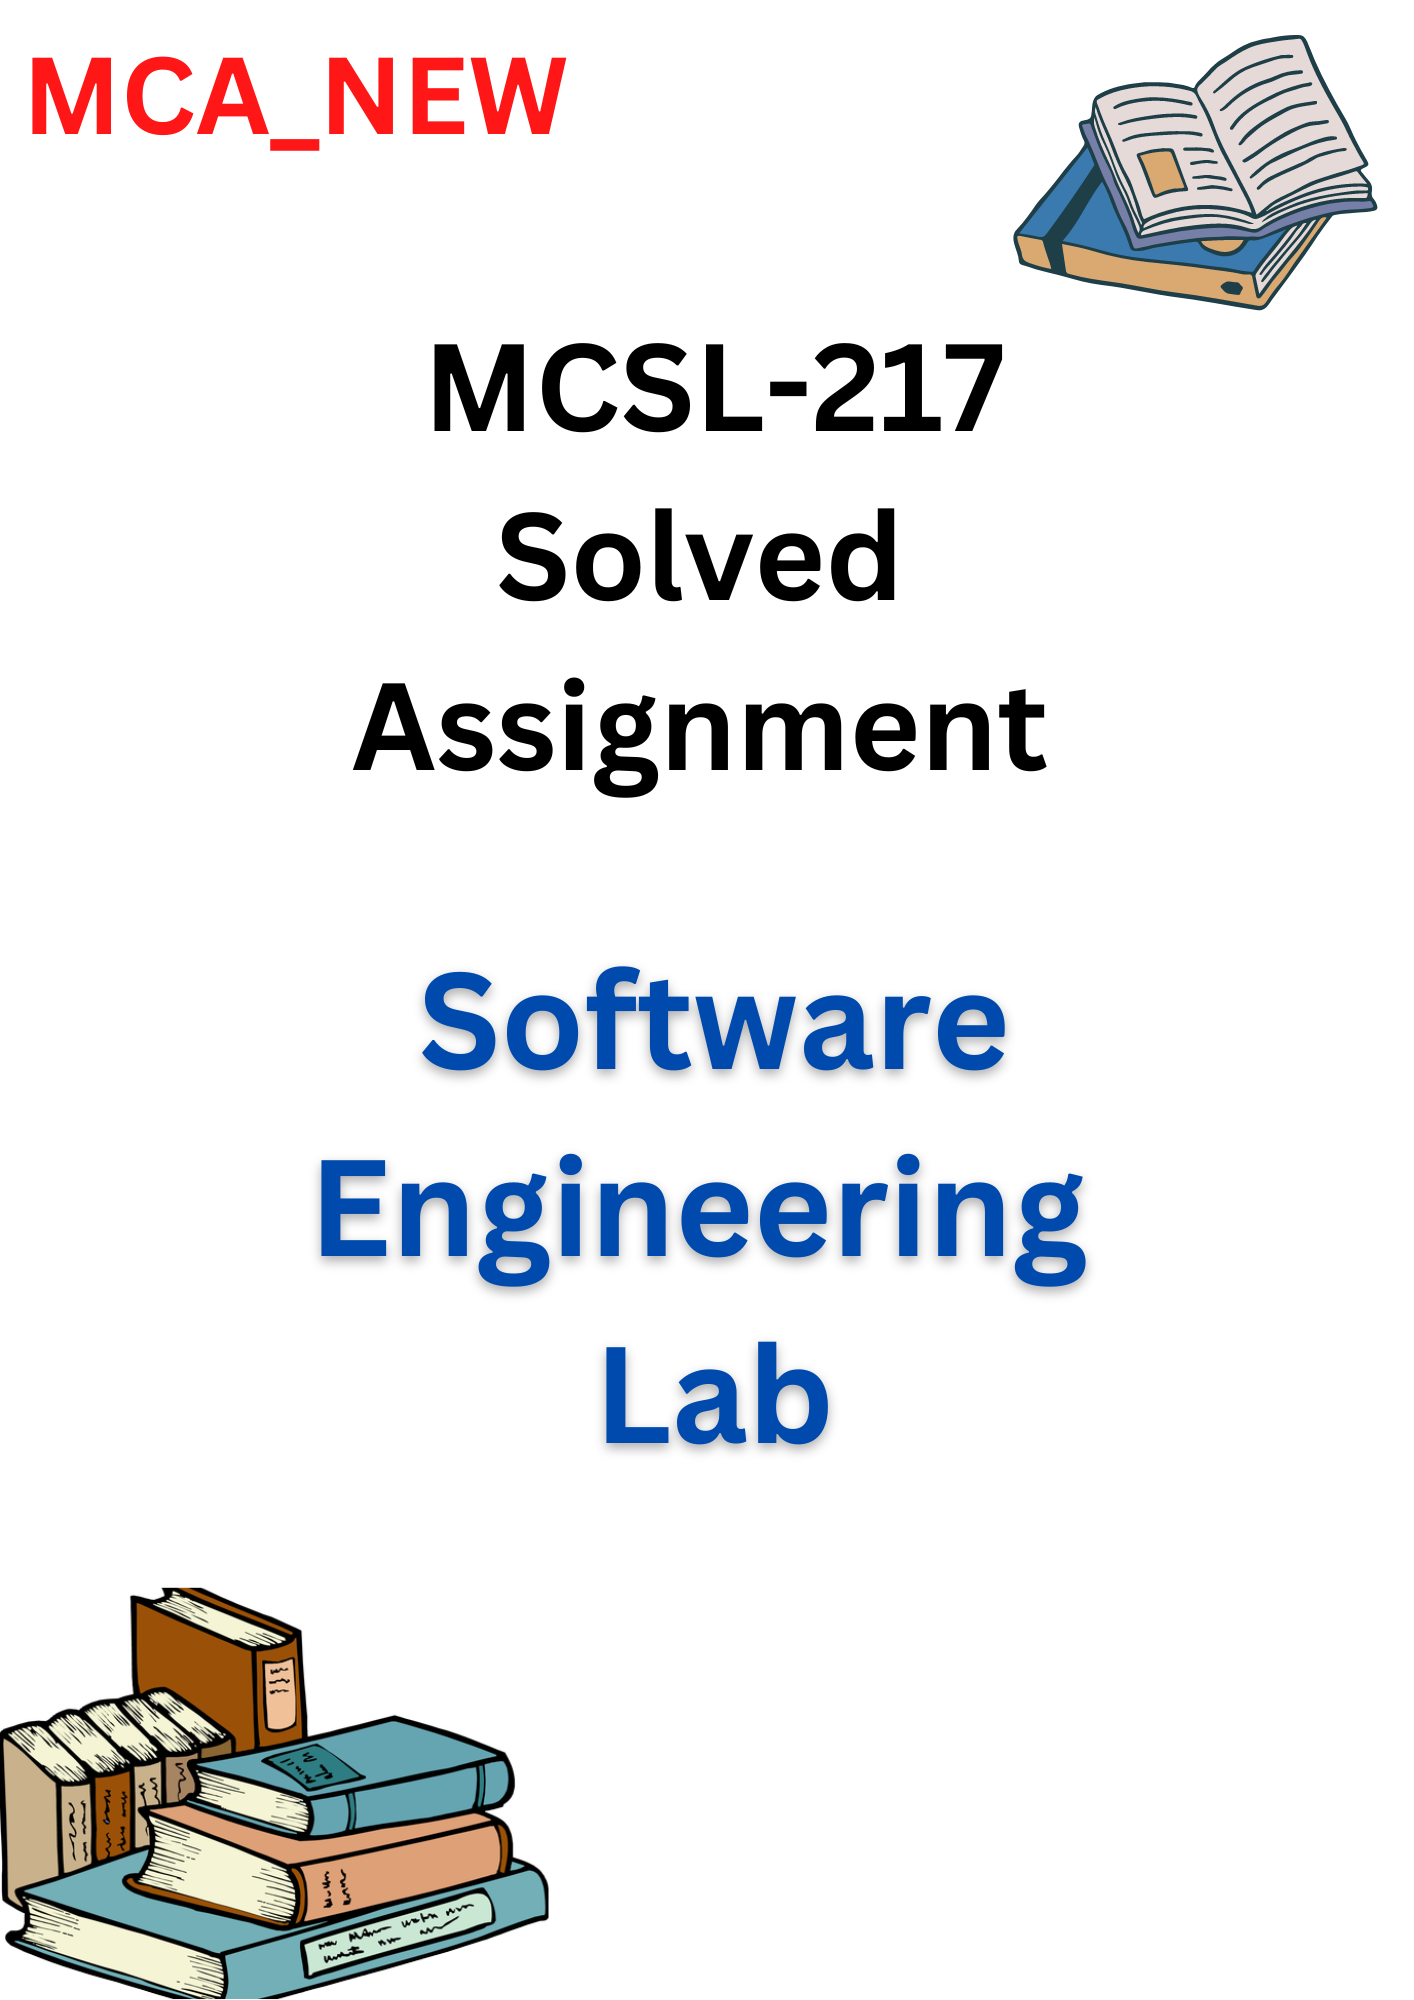 MCA_NEW
MCSL-217
Solved
Assignment
Software
Engineering
Lab